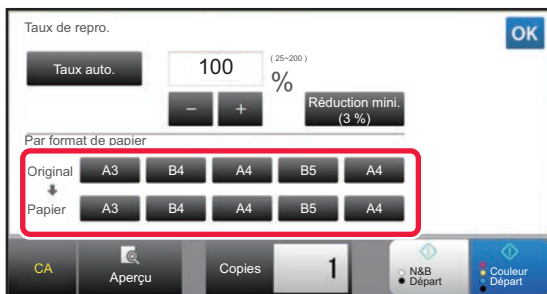 Taux de repro.
OK
Taux auto.
100
(25~200)
%
− +
Réduction mini.
(3 %)
Par format de papier
Original A3 B4 A4 B5 A4
Papier A3 B4 A4 B5 A4
CA
Aperçu
Copies
1
N&B
Départ
Couleur
Départ